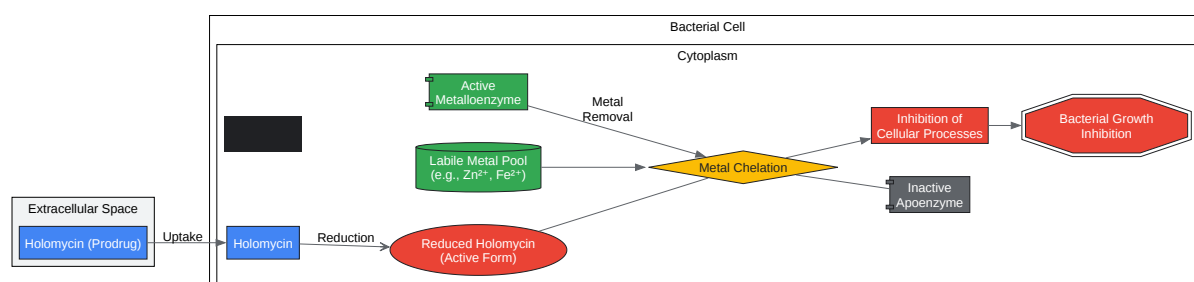 Bacterial Cell
Cytoplasm
Active
Metalloenzyme
Metal
Removal
Inhibition of
Cellular Processes
Bacterial Growth
Inhibition
Labile Metal Pool
(e.g., Zn²⁺, Fe²⁺)
Metal Chelation
Inactive
Apoenzyme
Extracellular Space
Holomycin (Prodrug)
Uptake
Holomycin
Reduction
Reduced Holomycin
(Active Form)